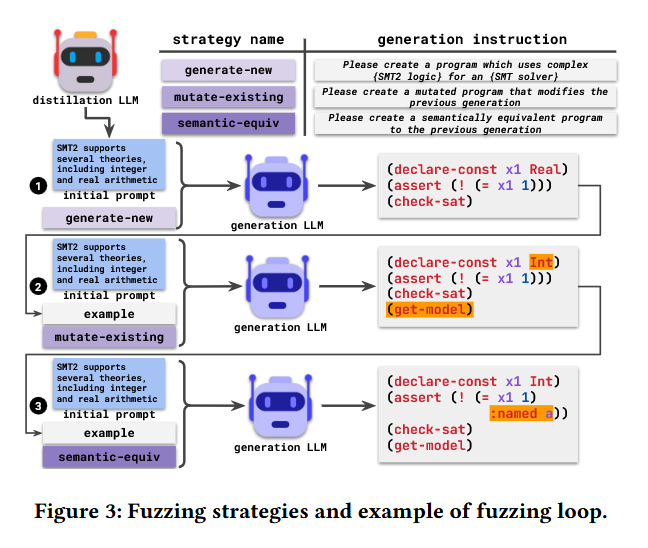 strategy name
generation instruction
generate-new
Please create a program which uses complex
{SMT2 logic} for an {SMT solver}
mutate-existing
Please create a mutated program that modifies the
previous generation
semantic-equiv
Please create a semantically equivalent program
to the previous generation
distillation LLM
1
SMT2 supports
several theories,
including integer
and real arithmetic
initial prompt
generate-new
generation LLM
(declare-const x1 Real)
(assert (! (= x1 1)))
(check-sat)
2
SMT2 supports
several theories,
including integer
and real arithmetic
initial prompt
example
mutate-existing
generation LLM
(declare-const x1 Int)
(assert (! (= x1 1)))
(check-sat)
(get-model)
3
SMT2 supports
several theories,
including integer
and real arithmetic
initial prompt
example
semantic-equiv
generation LLM
(declare-const x1 Int)
(assert (! (= x1 1)
:named a))
(check-sat)
(get-model)
Figure 3: Fuzzing strategies and example of fuzzing loop.